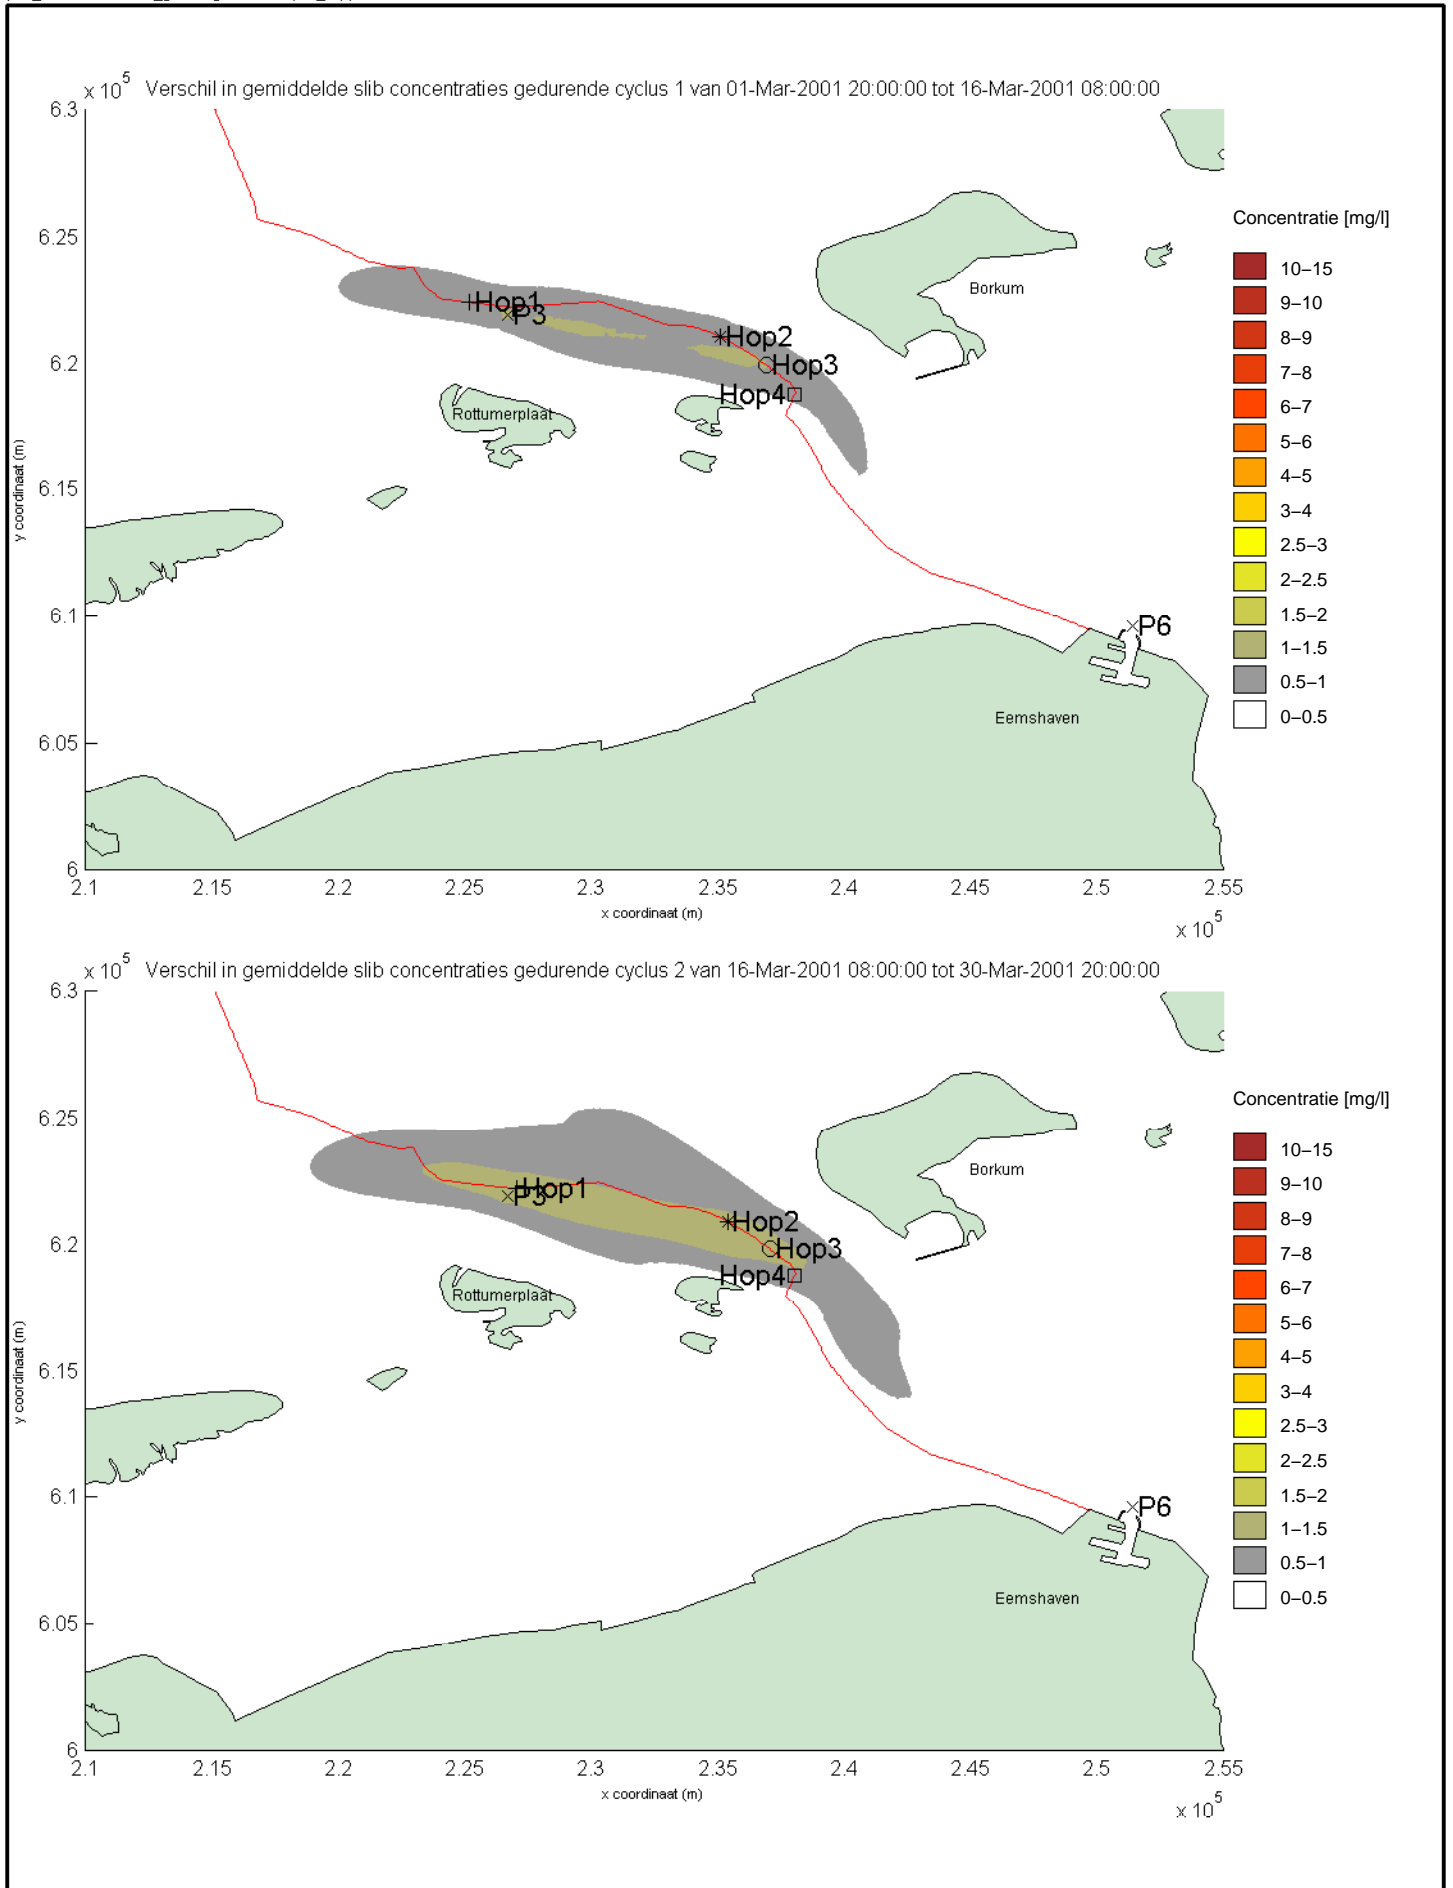 x 10^5 Verschil in gemiddelde slib concentraties gedurende cyclus 1 van 01-Mar-2001 20:00:00 tot 16-Mar-2001 08:00:00
6.3
6.25
6.2
6.15
6.1
6.05
6
y coordinaat (m)
Hop1
P3
Hop2
Hop3
Hop4
Borkum
Rottumerplaat
P6
Eemshaven
2.1 2.15 2.2 2.25 2.3 2.35 2.4 2.45 2.5 2.55
x coordinaat (m)
x 10^5
Concentratie [mg/l]
10–15
9–10
8–9
7–8
6–7
5–6
4–5
3–4
2.5–3
2–2.5
1.5–2
1–1.5
0.5–1
0–0.5
x 10^5 Verschil in gemiddelde slib concentraties gedurende cyclus 2 van 16-Mar-2001 08:00:00 tot 30-Mar-2001 20:00:00
6.3
6.25
6.2
6.15
6.1
6.05
6
y coordinaat (m)
Hop1
P3
Hop2
Hop3
Hop4
Borkum
Rottumerplaat
P6
Eemshaven
2.1 2.15 2.2 2.25 2.3 2.35 2.4 2.45 2.5 2.55
x coordinaat (m)
x 10^5
Concentratie [mg/l]
10–15
9–10
8–9
7–8
6–7
5–6
4–5
3–4
2.5–3
2–2.5
1.5–2
1–1.5
0.5–1
0–0.5